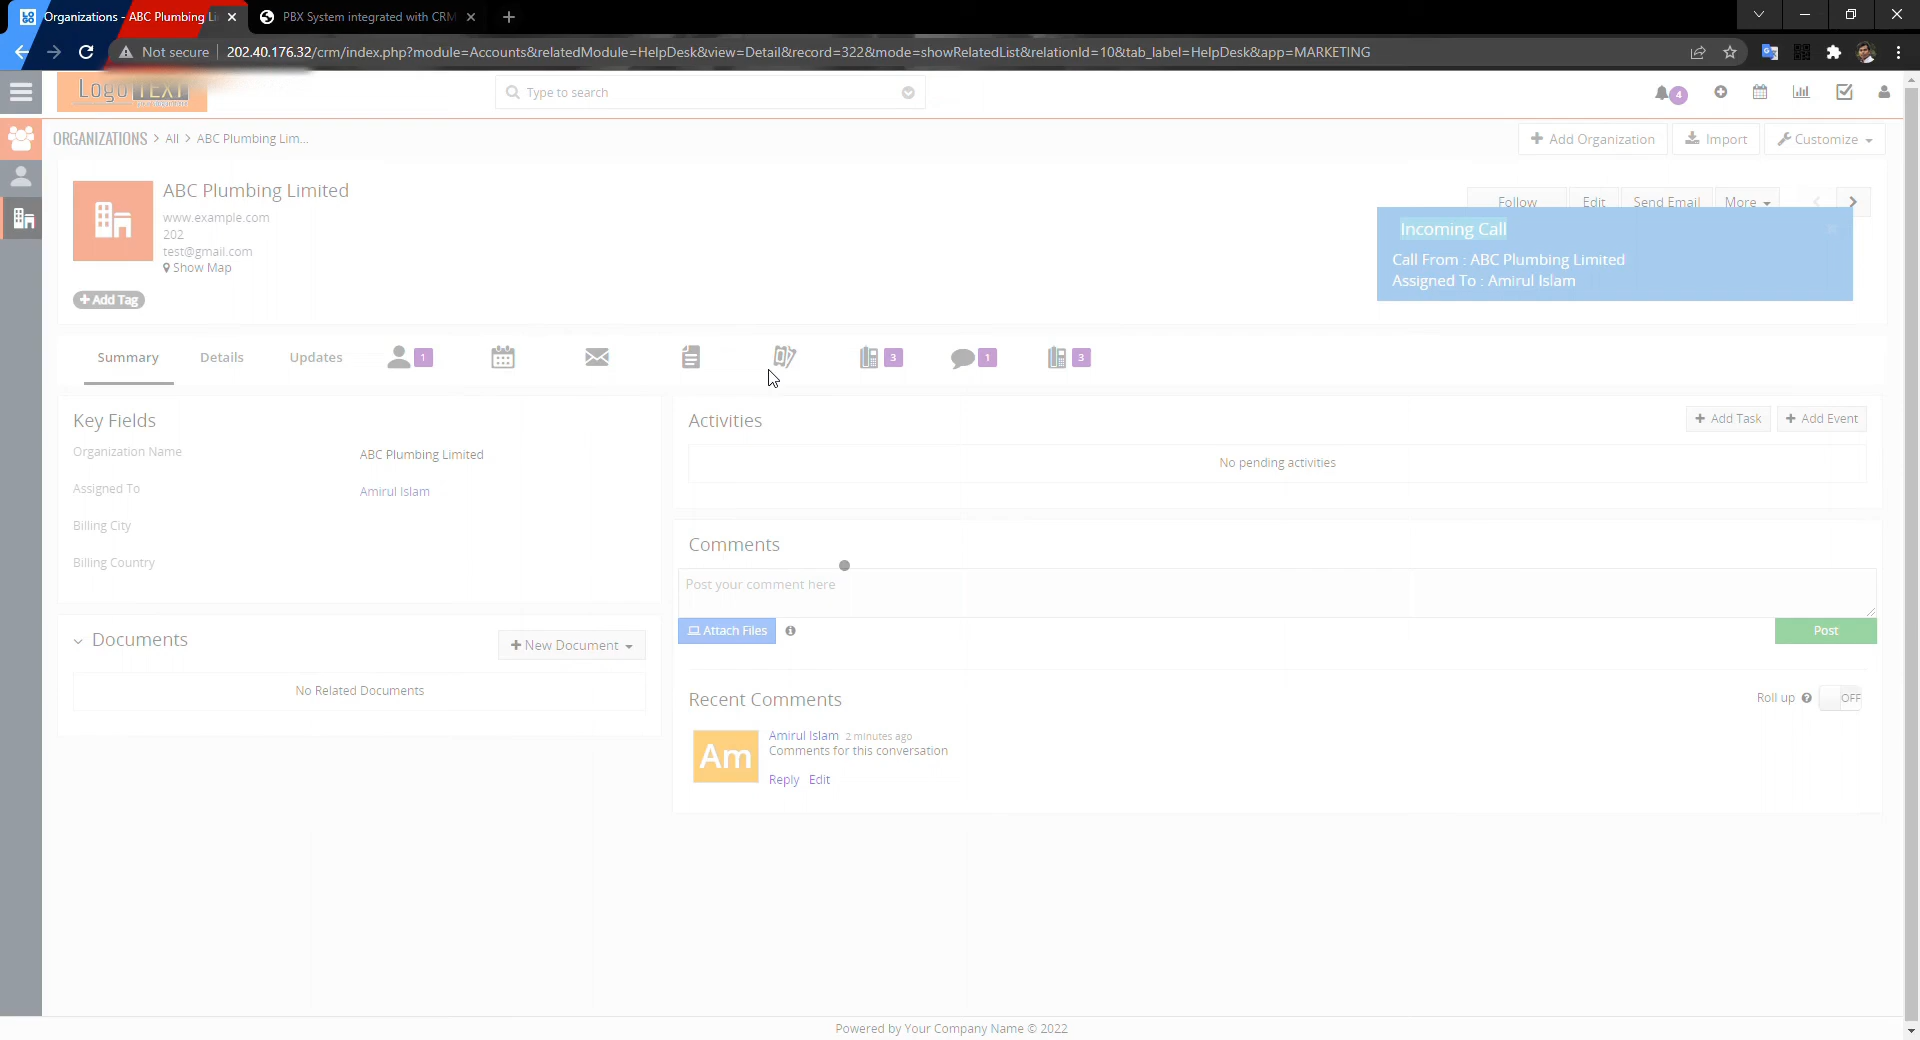 Organizations - ABC Plumbing Li
PBX System integrated with CRM
Not secure
202.40.176.32/crm/index.php?module=Accounts&relatedModule=HelpDesk&view=Detail&record=322&mode=showRelatedList&relationId=10&tab_label=HelpDesk&app=MARKETING
Logo TEXT
Type to search
4
ORGANIZATIONS > All > ABC Plumbing Lim...
+ Add Organization
Import
Customize
ABC Plumbing Limited
www.example.com
202
test@gmail.com
Show Map
+ Add Tag
Follow
Edit
Send Email
More
Incoming Call
Call From : ABC Plumbing Limited
Assigned To : Amirul Islam
Summary
Details
Updates
1
3
1
3
Key Fields
Organization Name
ABC Plumbing Limited
Assigned To
Amirul Islam
Billing City
Billing Country
Documents
+ New Document
No Related Documents
Activities
+ Add Task
+ Add Event
No pending activities
Comments
Post your comment here
Attach Files
Post
Recent Comments
Roll up
OFF
Am
Amirul Islam 2 minutes ago
Comments for this conversation
Reply Edit
Powered by Your Company Name © 2022